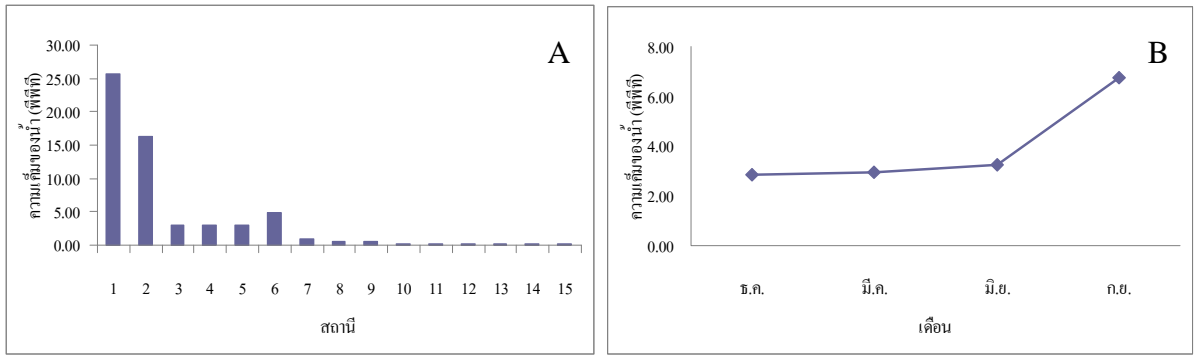 A
30.00
25.00
20.00
15.00
10.00
5.00
0.00
ความเค็มของน้ำ (พีพีที)
1 2 3 4 5 6 7 8 9 10 11 12 13 14 15
สถานี
B
8.00
6.00
4.00
2.00
0.00
ความเค็มของน้ำ (พีพีที)
ธ.ค. มี.ค. มิ.ย. ก.ย.
เดือน